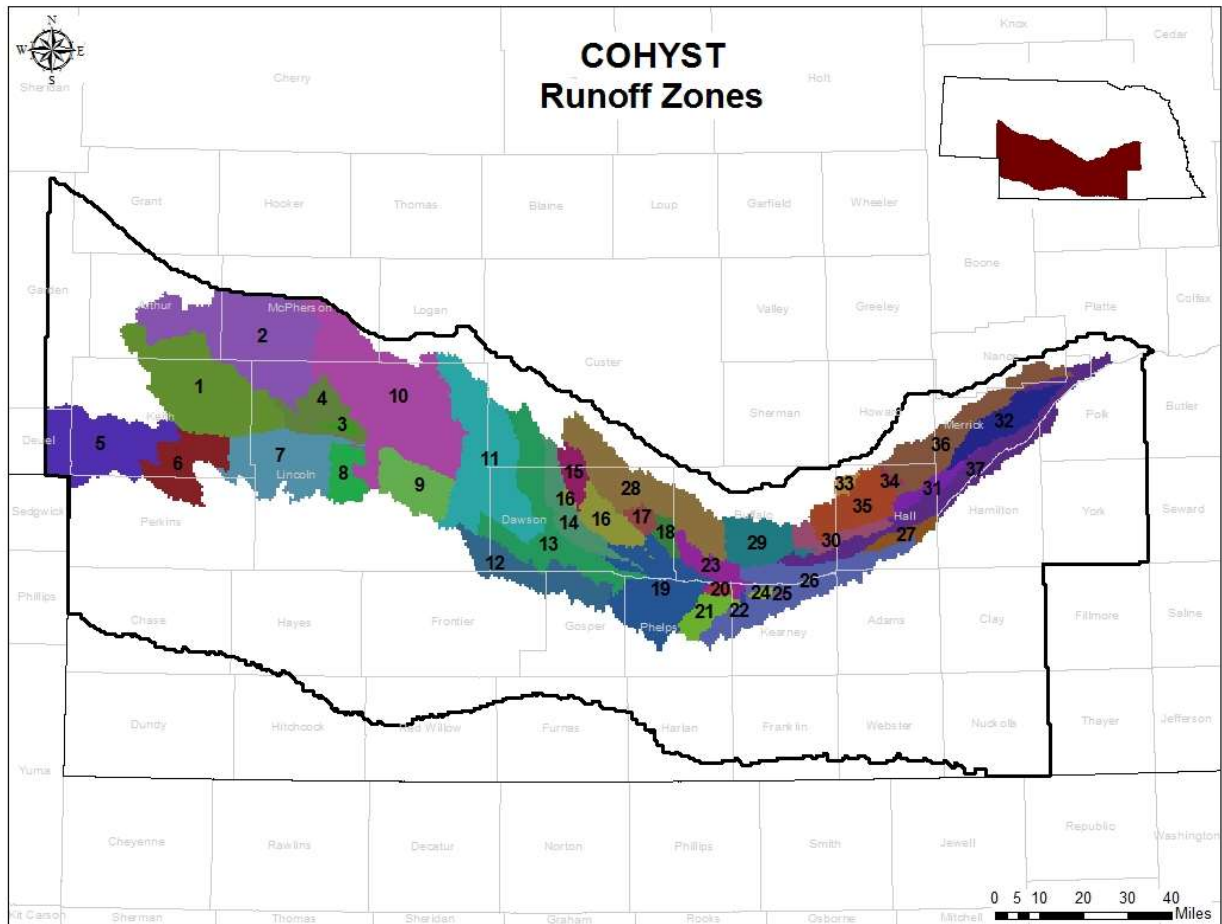 N
W E
S
COHYST
Runoff Zones
Knox
Cedar
Sheridan
Cherry
Holt
Grant
Hooker
Thomas
Blaine
Loup
Garfield
Wheeler
Boone
Garden
Arthur
McPherson
Logan
Valley
Greeley
Platte
Colfax
2
Custer
Nance
1
4
10
Keith
3
Sherman
Howard
Merrick
32
Polk
Butler
Deuel
5
6
7
Lincoln
8
9
11
15
28
36
37
33
34
31
35
Sedgwick
Perkins
Dawson
16
14
16
17
18
Buffalo
29
30
Hall
27
Hamilton
York
Seward
12
13
19
23
20
24
25
26
Phillips
Chase
Hayes
Frontier
Gosper
Phelps
21
22
Kearney
Adams
Clay
Fillmore
Saline
Dundy
Hitchcock
Red Willow
Furnas
Harlan
Franklin
Webster
Nuckolls
Thayer
Jefferson
Yuma
Cheyenne
Rawlins
Decatur
Norton
Phillips
Smith
Jewell
Republic
Washington
0 5 10 20 30 40
Miles
Kit Carson
Sherman
Thomas
Sheridan
Graham
Rooks
Osborne
Mitchell